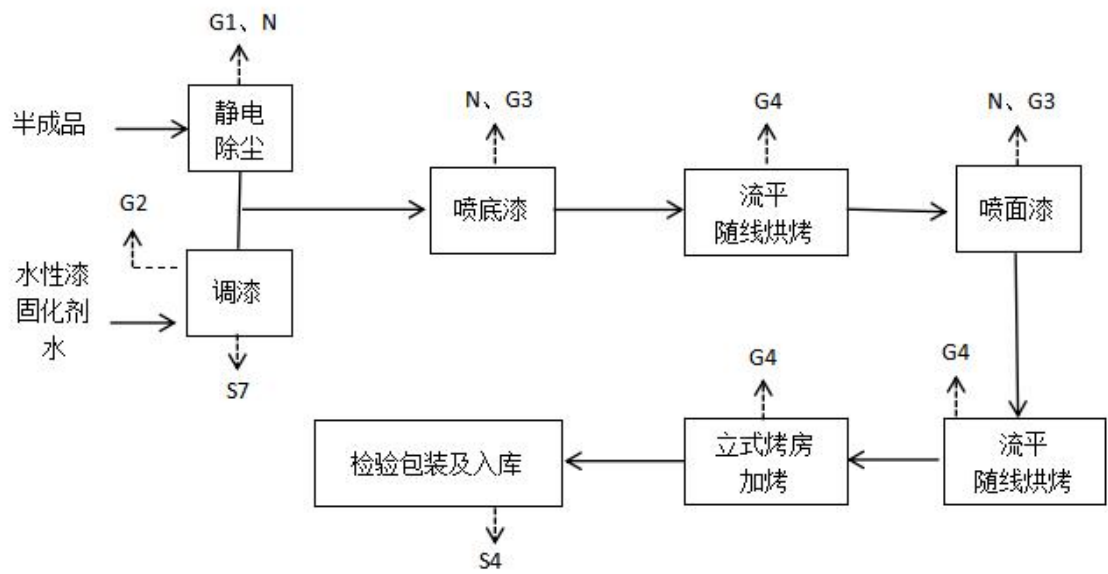 G1、N
静电
除尘
半成品
N、G3
G4
N、G3
喷底漆
流平
随线烘烤
喷面漆
G2
水性漆
固化剂
水
调漆
S7
G4
G4
检验包装及入库
立式烤房
加烤
流平
随线烘烤
S4